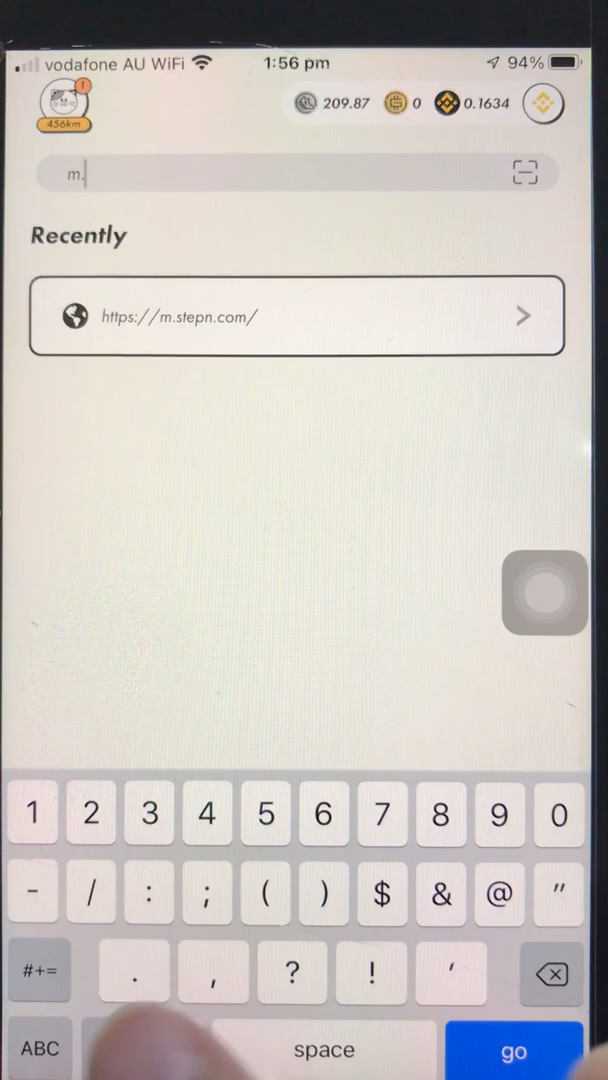 vodafone AU WiFi 1:56 pm 94%
456km 209.87 0 0.1634
m.
Recently
https://m.stepn.com/
1 2 3 4 5 6 7 8 9 0
- / : ; ( ) $ & @ "
#+= . , ? ! '
ABC space go